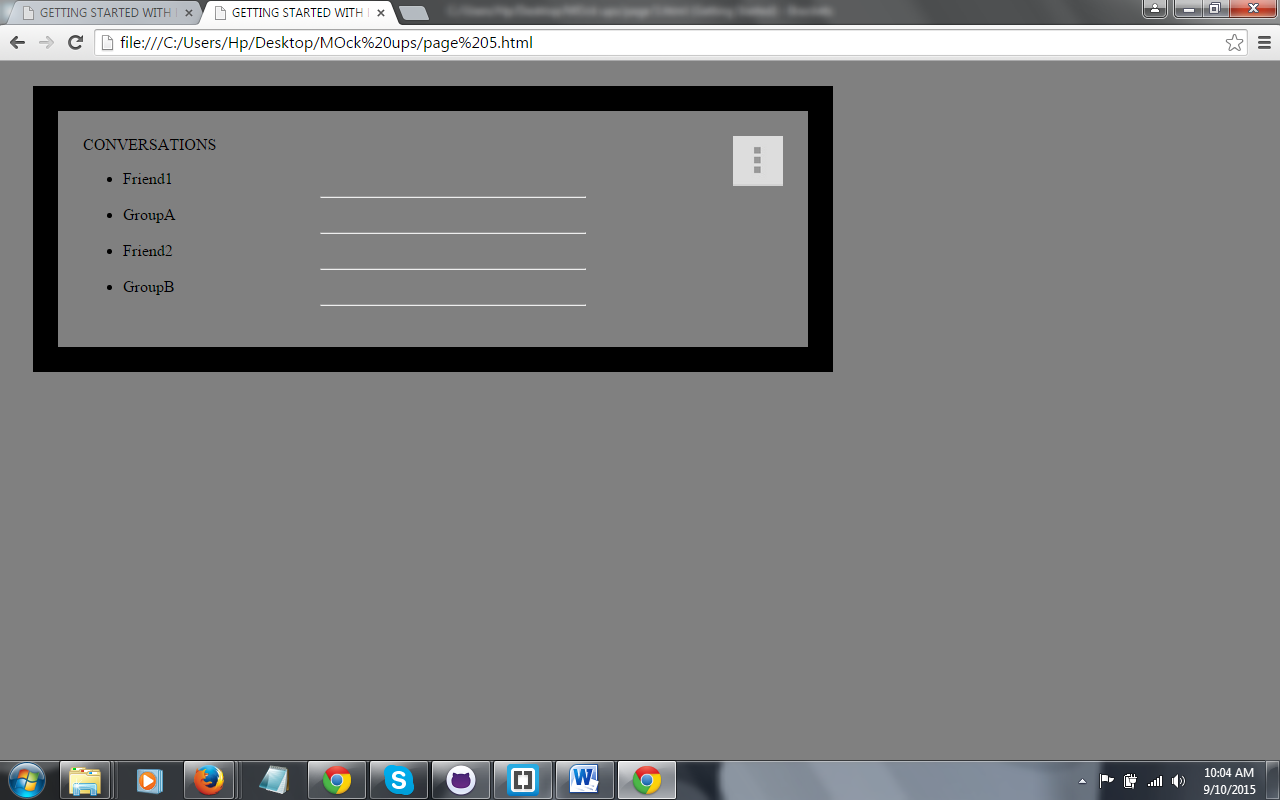 GETTING STARTED WITH
GETTING STARTED WITH
file:///C:/Users/Hp/Desktop/MOck%20ups/page%205.html
CONVERSATIONS
Friend1
GroupA
Friend2
GroupB
10:04 AM
9/10/2015